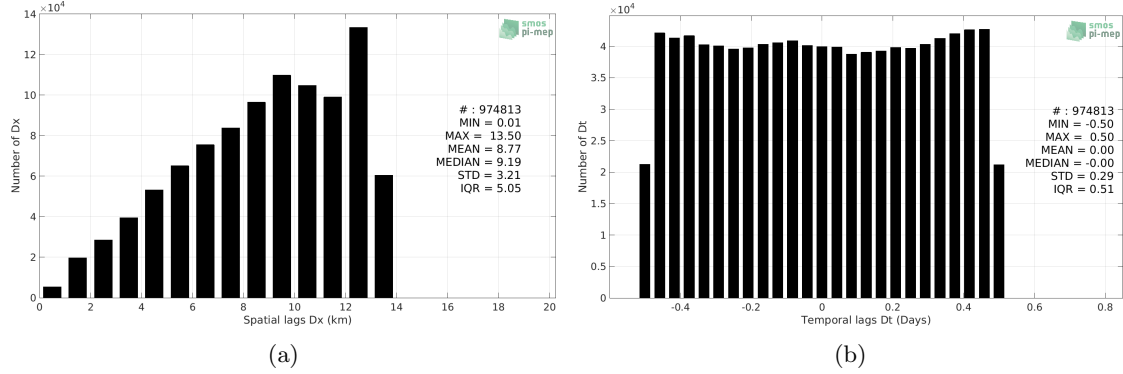 ×10⁴
14
12
10
8
6
4
2
0
Number of Dx
smos
pi-mep
# : 974813
MIN = 0.01
MAX = 13.50
MEAN = 8.77
MEDIAN = 9.19
STD = 3.21
IQR = 5.05
0 2 4 6 8 10 12 14 16 18 20
Spatial lags Dx (km)
(a)
×10⁴
4
3.5
3
2.5
2
1.5
1
0.5
0
Number of Dt
smos
pi-mep
# : 974813
MIN = -0.50
MAX = 0.50
MEAN = 0.00
MEDIAN = -0.00
STD = 0.29
IQR = 0.51
-0.4 -0.2 0 0.2 0.4 0.6 0.8
Temporal lags Dt (Days)
(b)